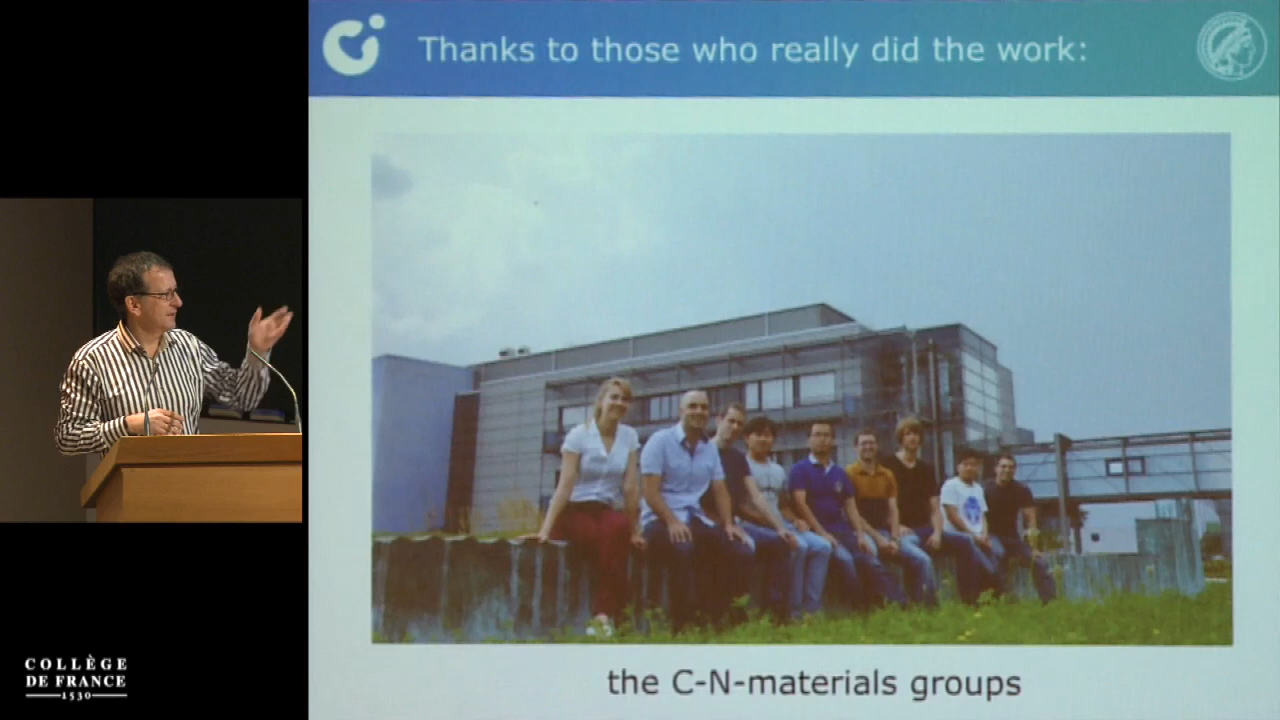 Thanks to those who really did the work:
the C-N-materials groups
COLLÈGE
DE FRANCE
1530